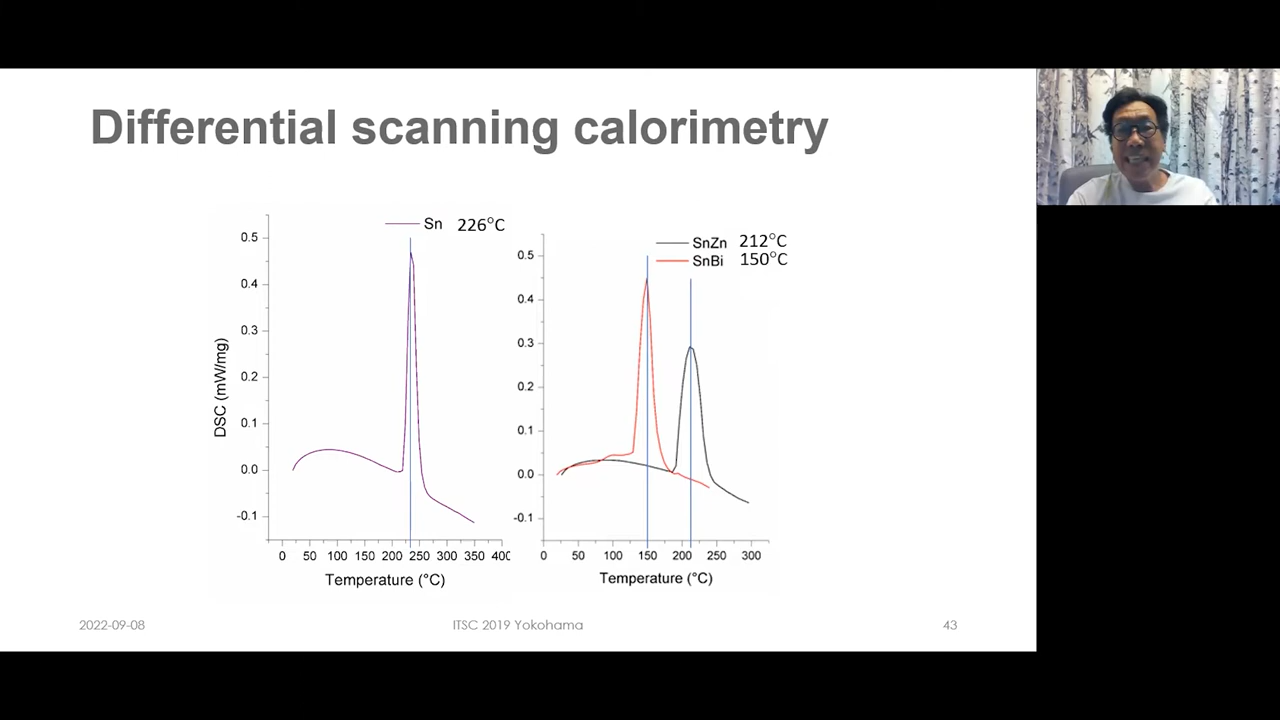 Differential scanning calorimetry
Sn 226°C
0.5
0.4
0.3
0.2
0.1
0.0
-0.1
DSC (mW/mg)
0 50 100 150 200 250 300 350 400
Temperature (°C)
SnZn 212°C
SnBi 150°C
0.5
0.4
0.3
0.2
0.1
0.0
-0.1
0 50 100 150 200 250 300
Temperature (°C)
2022-09-08
ITSC 2019 Yokohama
43